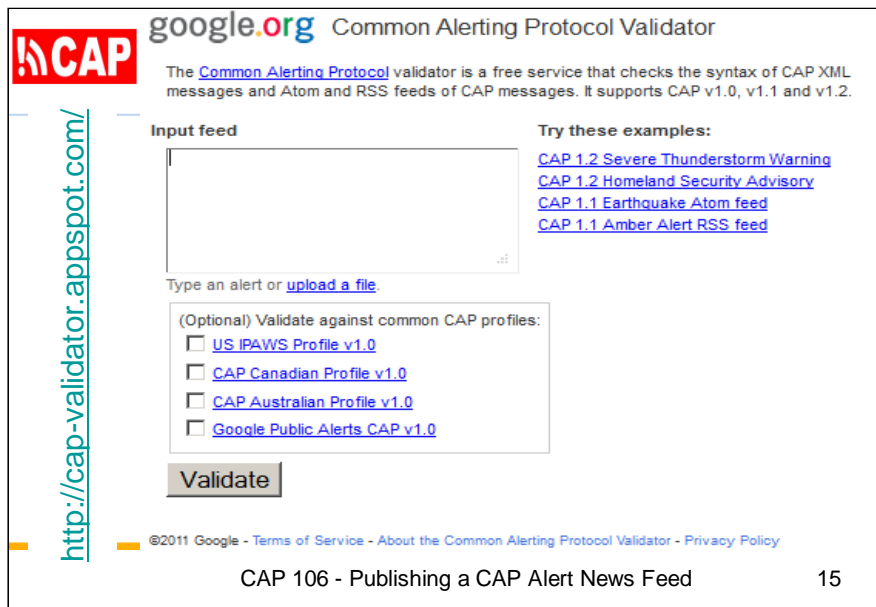 google.org Common Alerting Protocol Validator
CAP
The Common Alerting Protocol validator is a free service that checks the syntax of CAP XML
messages and Atom and RSS feeds of CAP messages. It supports CAP v1.0, v1.1 and v1.2.
http://cap-validator.appspot.com/
Input feed
Try these examples:
CAP 1.2 Severe Thunderstorm Warning
CAP 1.2 Homeland Security Advisory
CAP 1.1 Earthquake Atom feed
CAP 1.1 Amber Alert RSS feed
Type an alert or upload a file.
(Optional) Validate against common CAP profiles:
US IPAWS Profile v1.0
CAP Canadian Profile v1.0
CAP Australian Profile v1.0
Google Public Alerts CAP v1.0
Validate
©2011 Google - Terms of Service - About the Common Alerting Protocol Validator - Privacy Policy
CAP 106 - Publishing a CAP Alert News Feed 15